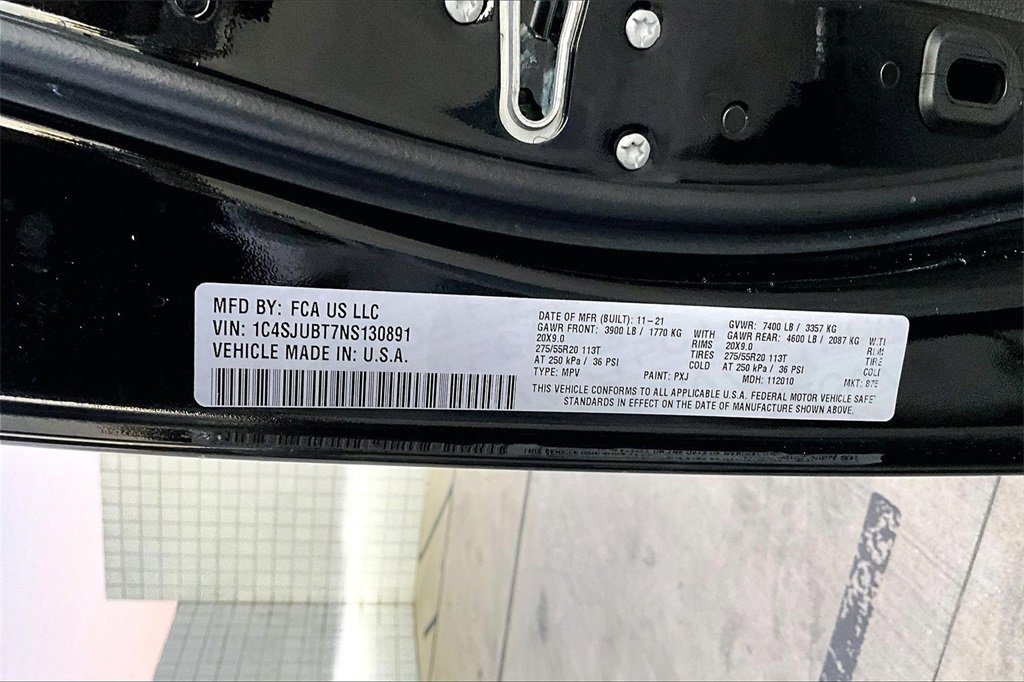 MFD BY: FCA US LLC
VIN: 1C4SJUBT7NS130891
VEHICLE MADE IN: U.S.A.
DATE OF MFR (BUILT): 11-21
GAWR FRONT: 3900 LB / 1770 KG WITH
20X9.0 RIMS
275/55R20 113T TIRES
AT 250 kPa / 36 PSI COLD
TYPE: MPV PAINT: PXJ
GVWR: 7400 LB / 3357 KG
GAWR REAR: 4600 LB / 2087 KG
20X9.0
275/55R20 113T
AT 250 kPa / 36 PSI
MDH: 112010 MKT:
THIS VEHICLE CONFORMS TO ALL APPLICABLE U.S.A. FEDERAL MOTOR VEHICLE SAFE
STANDARDS IN EFFECT ON THE DATE OF MANUFACTURE SHOWN ABOVE.